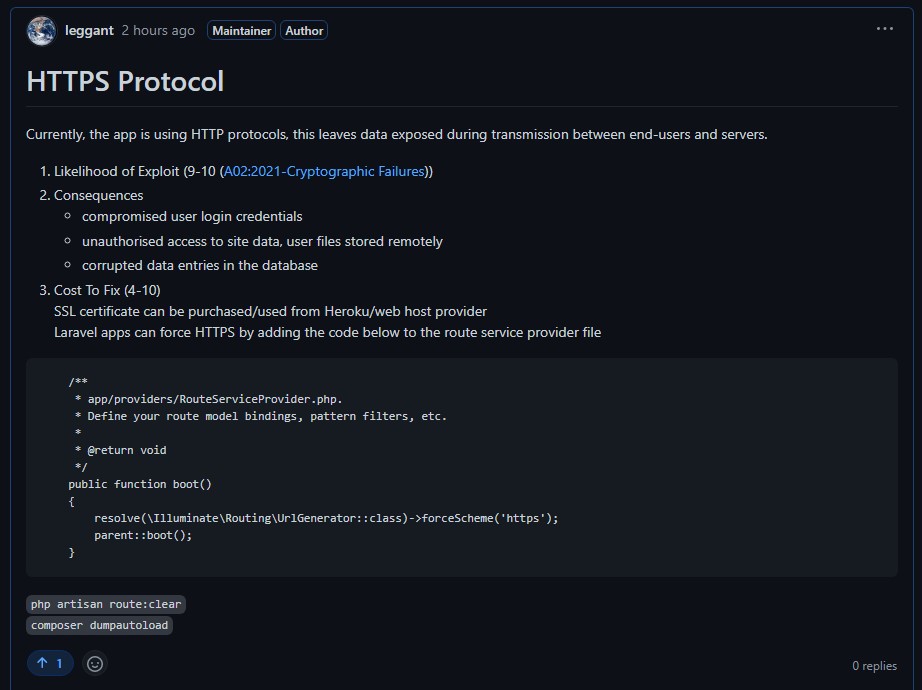 leggant 2 hours ago Maintainer Author
HTTPS Protocol
Currently, the app is using HTTP protocols, this leaves data exposed during transmission between end-users and servers.
1. Likelihood of Exploit (9-10 (A02:2021-Cryptographic Failures))
2. Consequences
compromised user login credentials
unauthorised access to site data, user files stored remotely
corrupted data entries in the database
3. Cost To Fix (4-10)
SSL certificate can be purchased/used from Heroku/web host provider
Laravel apps can force HTTPS by adding the code below to the route service provider file
/**
* app/providers/RouteServiceProvider.php.
* Define your route model bindings, pattern filters, etc.
*
* @return void
*/
public function boot()
{
resolve(\Illuminate\Routing\UrlGenerator::class)->forceScheme('https');
parent::boot();
}
php artisan route:clear
composer dumpautoload
↑ 1 0 replies